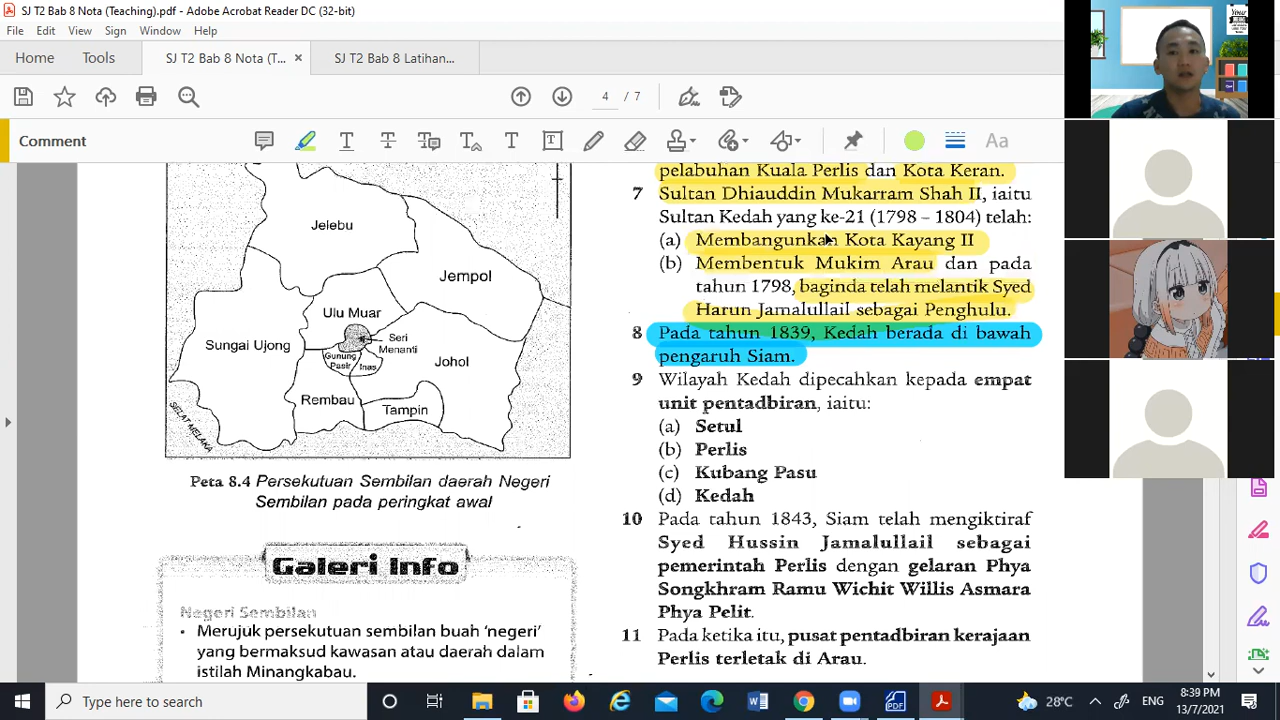 SJ T2 Bab 8 Nota (Teaching).pdf - Adobe Acrobat Reader DC (32-bit)
File Edit View Sign Window Help
Home Tools SJ T2 Bab 8 Nota (T... × SJ T2 Bab 8 Latihan...
4 / 7
Comment
Aa
Jelebu
Jempol
Ulu Muar
Seri
Menanti
Sungai Ujong
Gunung
Pasir
Inas
Johol
Rembau
Tampin
SELAT MELAKA
Peta 8.4 Persekutuan Sembilan daerah Negeri
Sembilan pada peringkat awal
Galeri Info
Negeri Sembilan
• Merujuk persekutuan sembilan buah 'negeri'
yang bermaksud kawasan atau daerah dalam
istilah Minangkabau.
pelabuhan Kuala Perlis dan Kota Keran.
7 Sultan Dhiauddin Mukarram Shah II, iaitu
Sultan Kedah yang ke-21 (1798 – 1804) telah:
(a) Membangunkan Kota Kayang II
(b) Membentuk Mukim Arau dan pada
tahun 1798, baginda telah melantik Syed
Harun Jamalullail sebagai Penghulu.
8 Pada tahun 1839, Kedah berada di bawah
pengaruh Siam.
9 Wilayah Kedah dipecahkan kepada empat
unit pentadbiran, iaitu:
(a) Setul
(b) Perlis
(c) Kubang Pasu
(d) Kedah
10 Pada tahun 1843, Siam telah mengiktiraf
Syed Hussin Jamalullail sebagai
pemerintah Perlis dengan gelaran Phya
Songkhram Ramu Wichit Willis Asmara
Phya Pelit.
11 Pada ketika itu, pusat pentadbiran kerajaan
Perlis terletak di Arau.
Type here to search
28°C
ENG
8:39 PM
13/7/2021